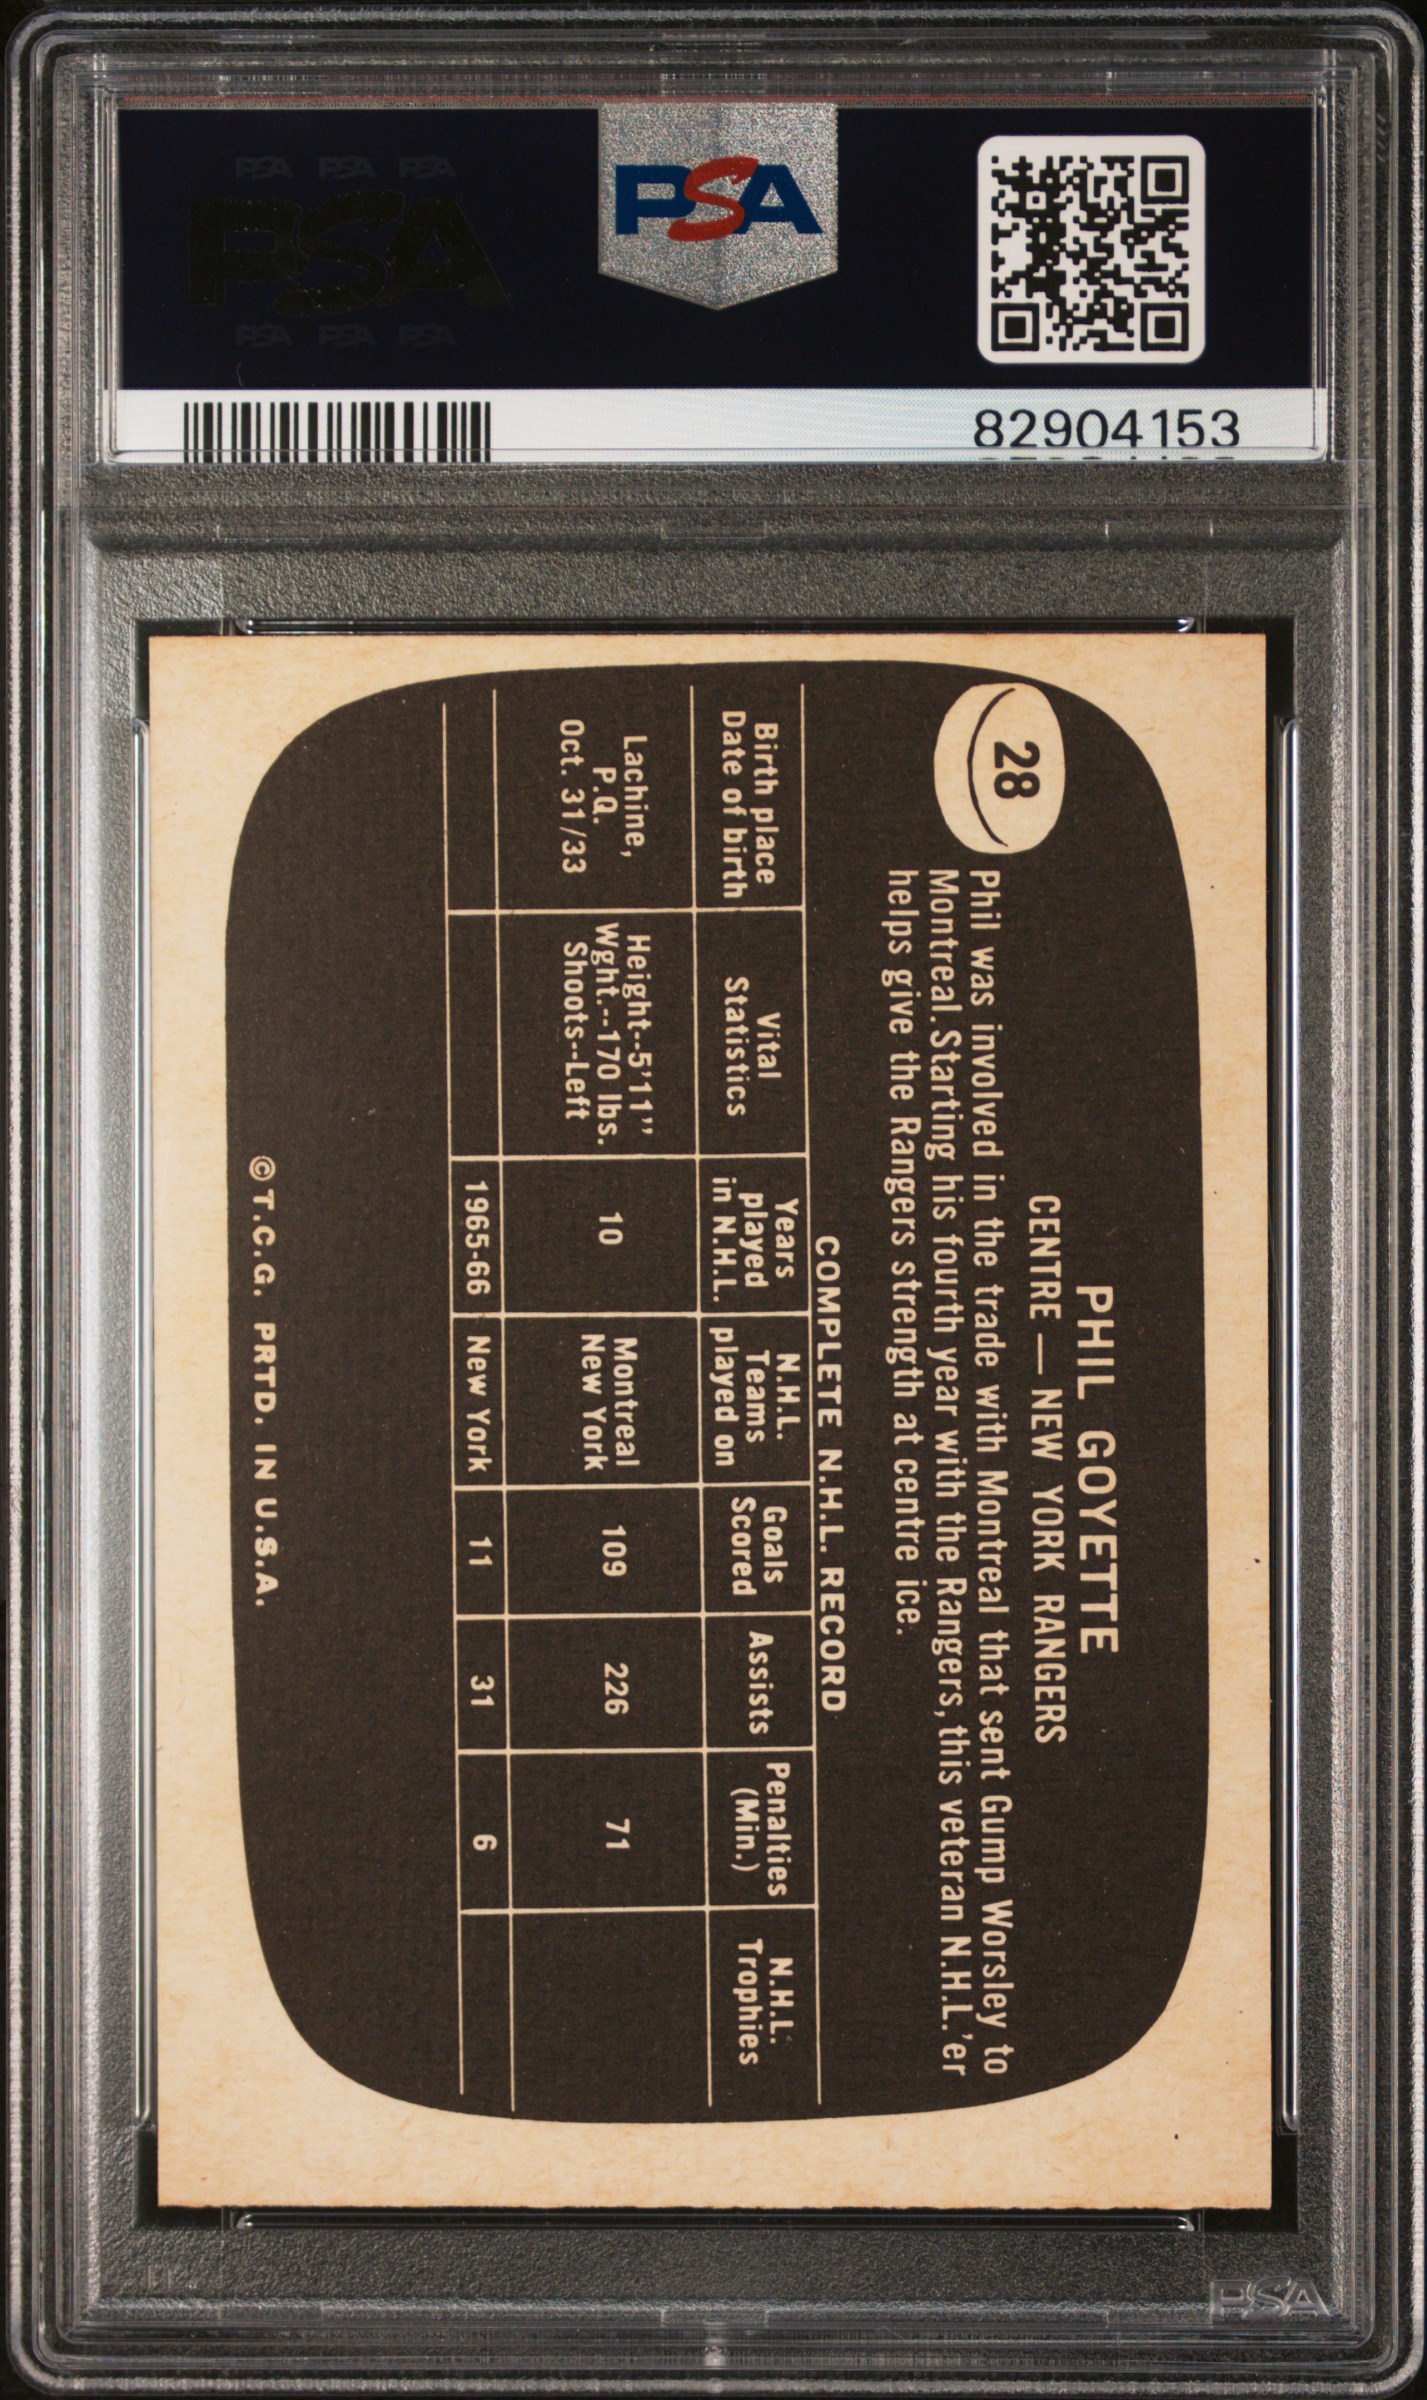 PSA PSA PSA
PSA
PSA PSA PSA
PSA
82904153
28
PHIL GOYETTE
CENTRE — NEW YORK RANGERS
Phil was involved in the trade with Montreal that sent Gump Worsley to
Montreal. Starting his fourth year with the Rangers, this veteran N.H.L.'er
helps give the Rangers strength at centre ice.
COMPLETE N.H.L. RECORD
Birth place
Date of birth
Vital
Statistics
Years
played
in N.H.L.
N.H.L.
Teams
played on
Goals
Scored
Assists
Penalties
(Min.)
N.H.L.
Trophies
Lachine,
P.Q.
Oct. 31/33
Height--5'11"
Wght.--170 lbs.
Shoots--Left
10
Montreal
New York
109
226
71
1965-66
New York
11
31
6
© T.C.G. PRTD. IN U.S.A.
PSA